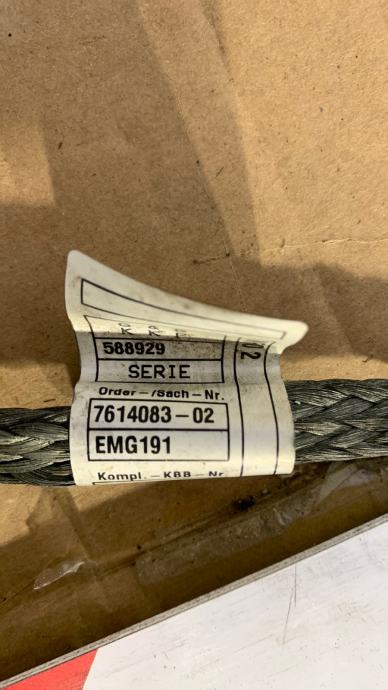 588929
SERIE
Order-/Sach-Nr.
7614083-02
EMG191
Kompl.-KBB-Nr.